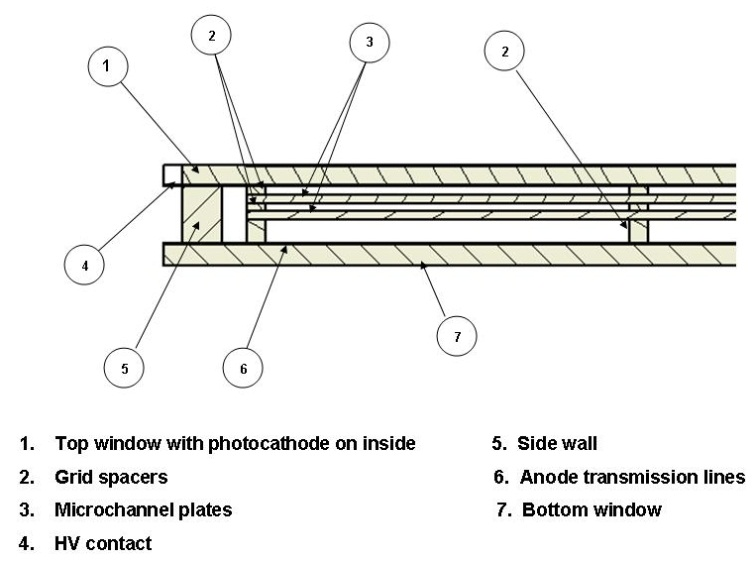 2
3
2
1
4
5
6
7
1. Top window with photocathode on inside
2. Grid spacers
3. Microchannel plates
4. HV contact
5. Side wall
6. Anode transmission lines
7. Bottom window